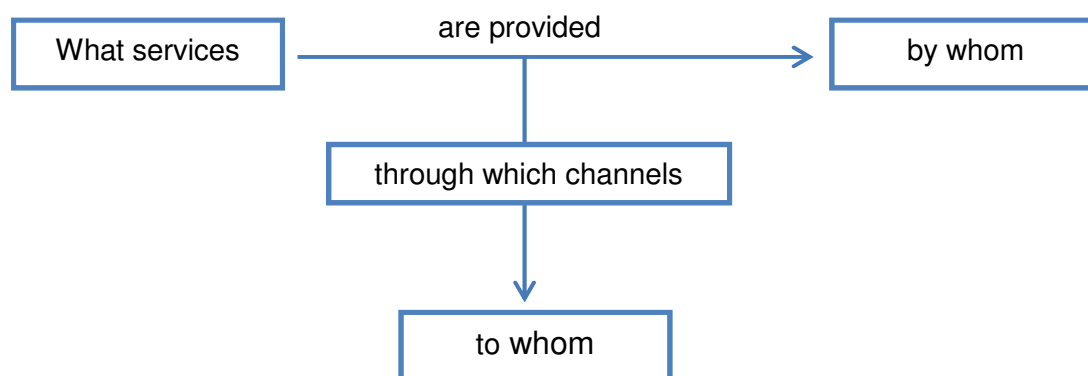 What services
are provided
by whom
through which channels
to whom